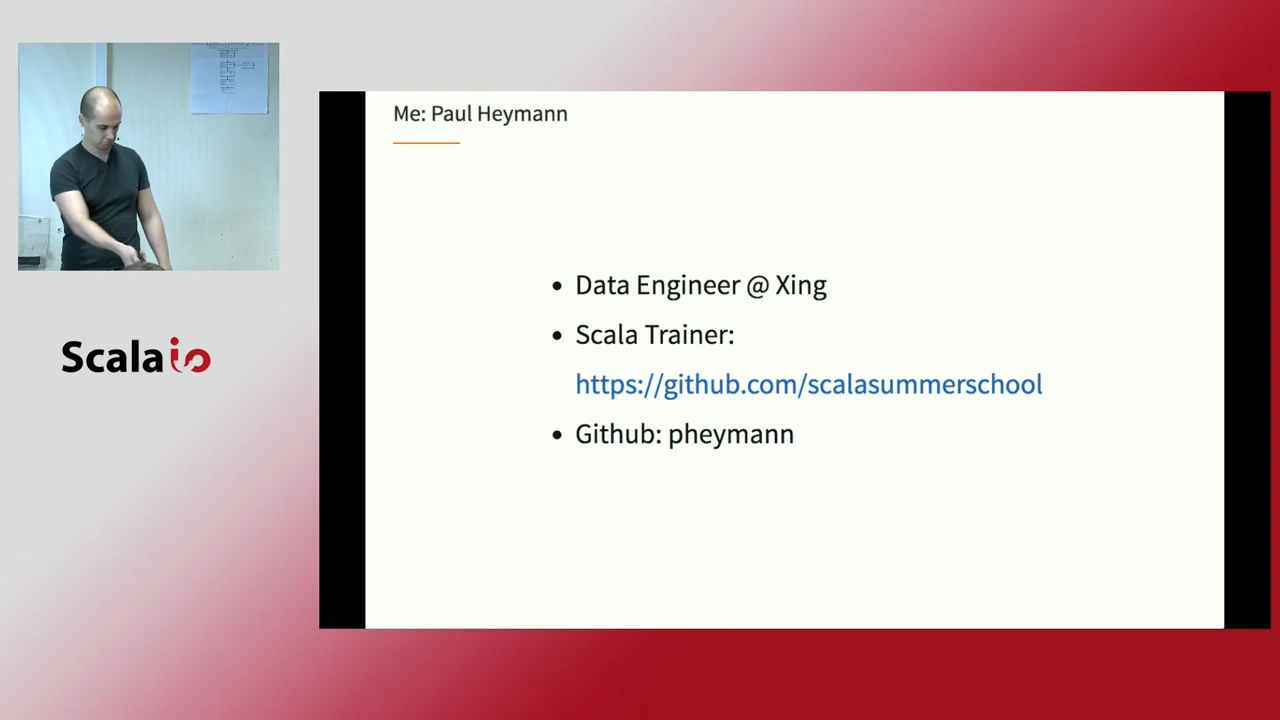 Me: Paul Heymann
Data Engineer @ Xing
Scala Trainer:
https://github.com/scalasummerschool
Github: pheymann
Scala io